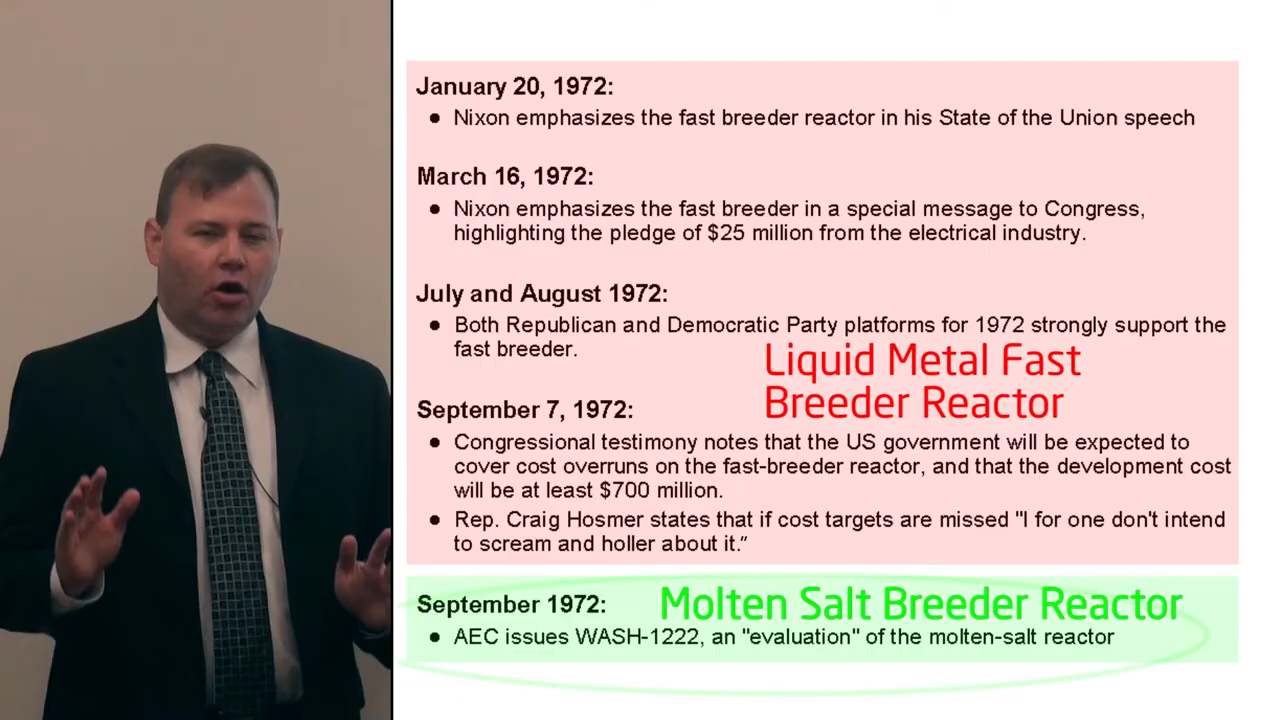 January 20, 1972:
● Nixon emphasizes the fast breeder reactor in his State of the Union speech
March 16, 1972:
● Nixon emphasizes the fast breeder in a special message to Congress,
highlighting the pledge of $25 million from the electrical industry.
July and August 1972:
● Both Republican and Democratic Party platforms for 1972 strongly support the
fast breeder.
Liquid Metal Fast
Breeder Reactor
September 7, 1972:
● Congressional testimony notes that the US government will be expected to
cover cost overruns on the fast-breeder reactor, and that the development cost
will be at least $700 million.
● Rep. Craig Hosmer states that if cost targets are missed "I for one don't intend
to scream and holler about it."
September 1972:
Molten Salt Breeder Reactor
● AEC issues WASH-1222, an "evaluation" of the molten-salt reactor